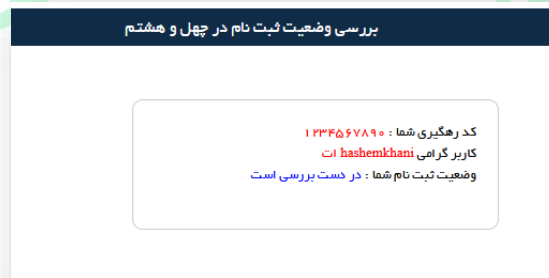 بررسی وضعیت ثبت نام در چهل و هشتم
کد رهگیری شما : ۱۲۳۴۵۶۷۸۹۰
کاربر گرامی hashemkhani ات
وضعیت ثبت نام شما : در دست بررسی است